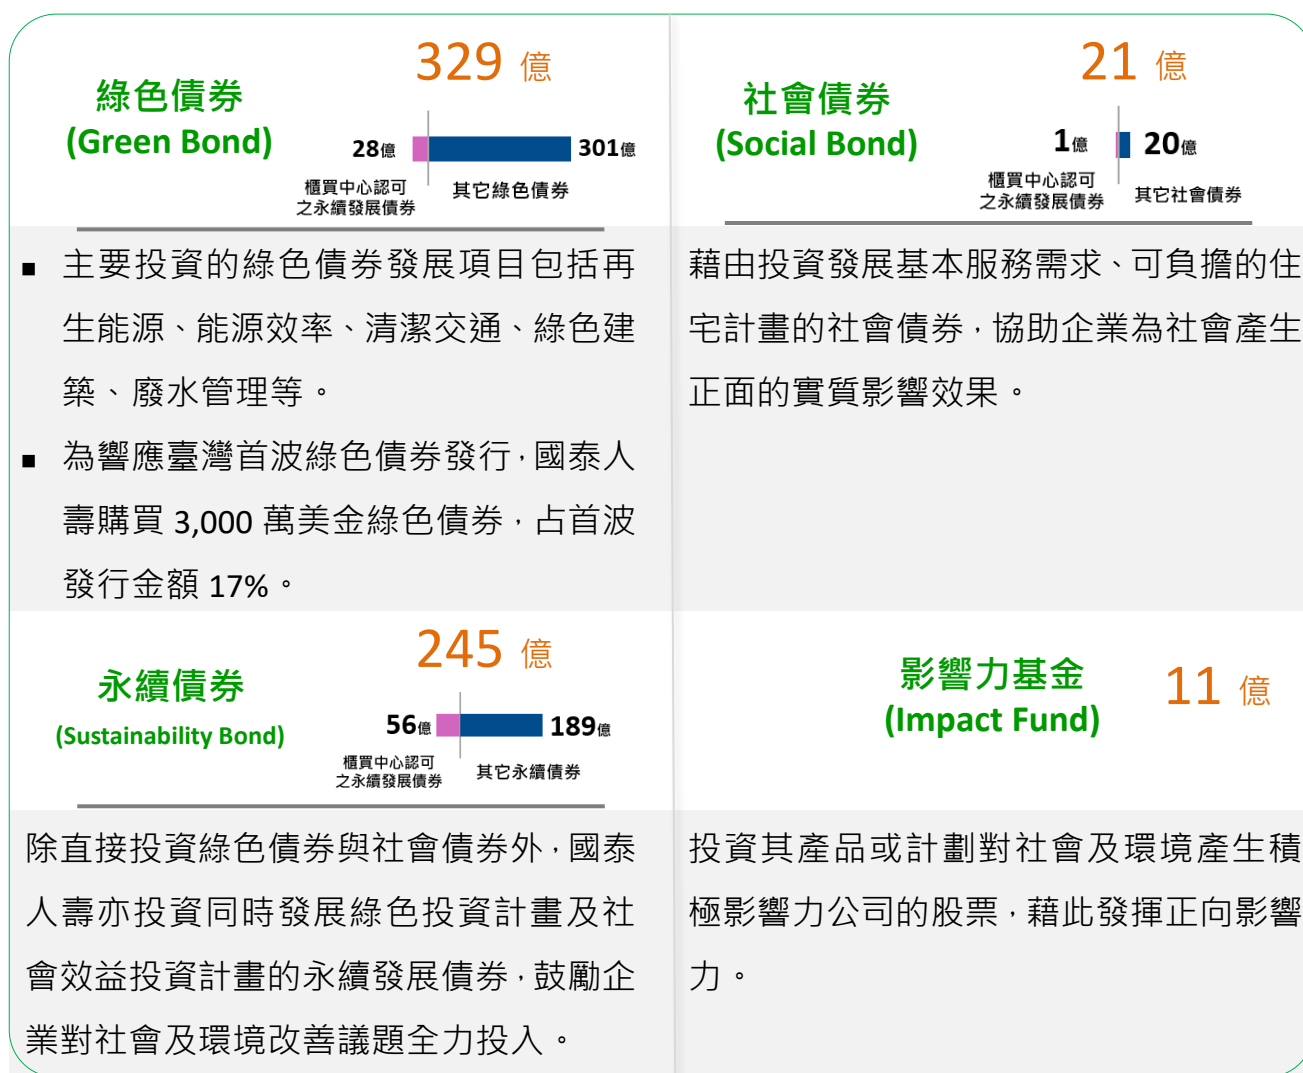 綠色債券
(Green Bond)
329 億
28億
301億
櫃買中心認可
之永續發展債券
其它綠色債券
■ 主要投資的綠色債券發展項目包括再
生能源、能源效率、清潔交通、綠色建
築、廢水管理等。
■ 為響應臺灣首波綠色債券發行，國泰人
壽購買 3,000 萬美金綠色債券，占首波
發行金額 17%。
社會債券
(Social Bond)
21 億
1億
20億
櫃買中心認可
之永續發展債券
其它社會債券
藉由投資發展基本服務需求、可負擔的住
宅計畫的社會債券，協助企業為社會產生
正面的實質影響效果。
永續債券
(Sustainability Bond)
245 億
56億
189億
櫃買中心認可
之永續發展債券
其它永續債券
除直接投資綠色債券與社會債券外，國泰
人壽亦投資同時發展綠色投資計畫及社
會效益投資計畫的永續發展債券，鼓勵企
業對社會及環境改善議題全力投入。
影響力基金
(Impact Fund)
11 億
投資其產品或計劃對社會及環境產生積
極影響力公司的股票，藉此發揮正向影響
力。